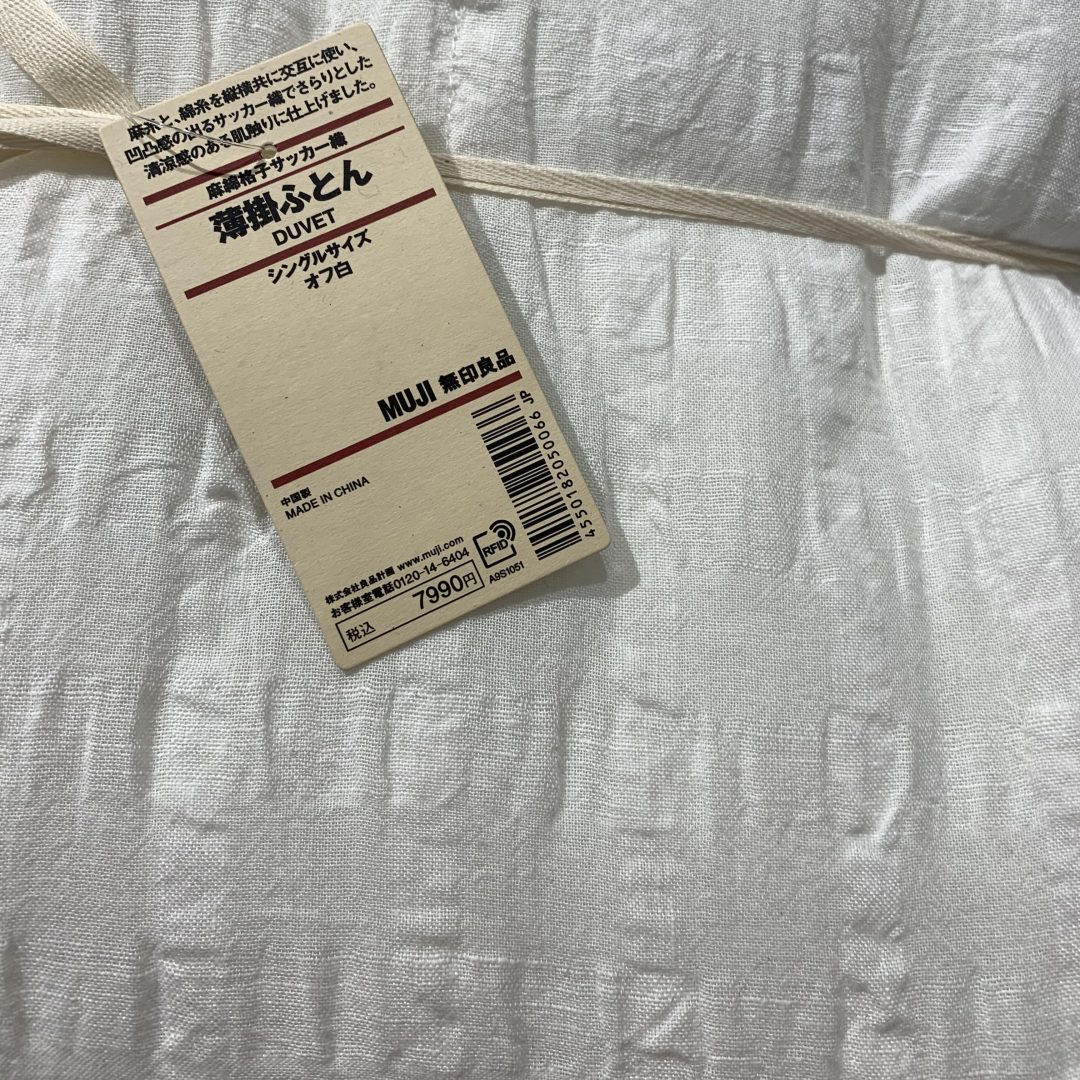 麻糸と、綿糸を縦横共に交互に使い、
凹凸感の出るサッカー織でさらりとした
清涼感のある肌触りに仕上げました。
麻綿格子サッカー織
薄掛ふとん
DUVET
シングルサイズ
オフ白
MUJI 無印良品
4550182050066 JP
中国製
MADE IN CHINA
RFID
A9S1051
株式会社良品計画 www.muji.com
お客様室電話0120-14-6404
税込 7990円